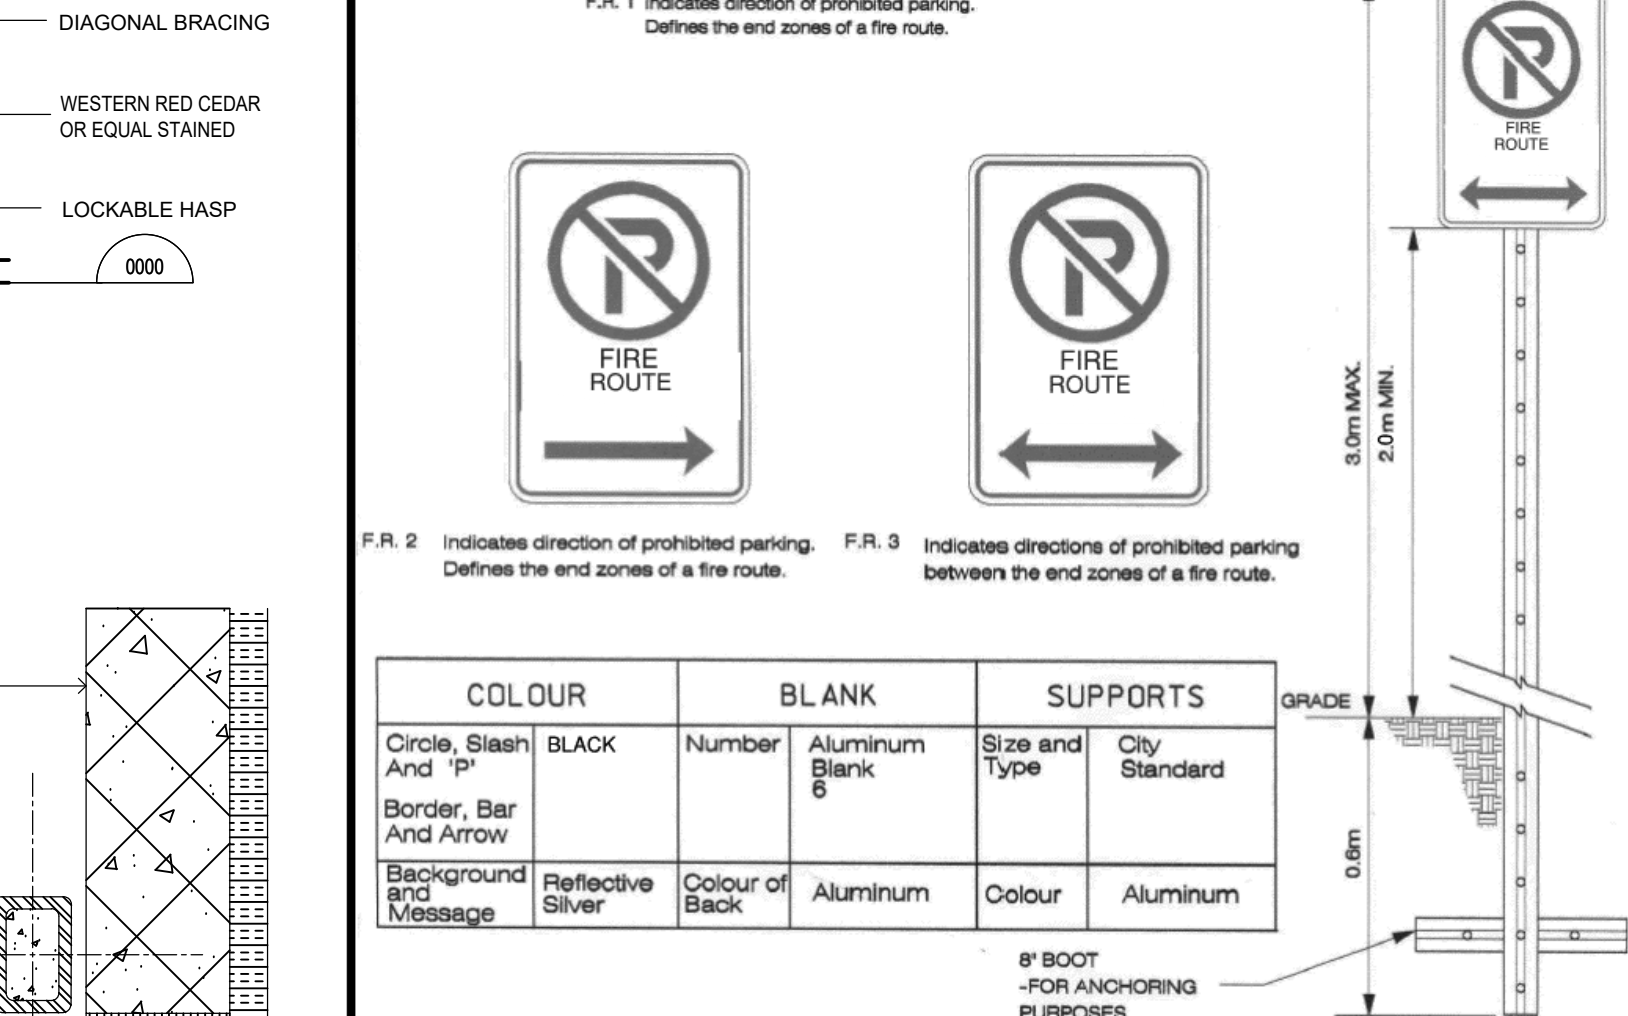 DIAGONAL BRACING
WESTERN RED CEDAR
OR EQUAL STAINED
LOCKABLE HASP
0000
F.R. 1 Indicates direction of prohibited parking.
Defines the end zones of a fire route.
FIRE
ROUTE
FIRE
ROUTE
F.R. 2 Indicates direction of prohibited parking.
Defines the end zones of a fire route.
F.R. 3 Indicates directions of prohibited parking
between the end zones of a fire route.
COLOUR BLANK SUPPORTS
Circle, Slash
And 'P'
Border, Bar
And Arrow
BLACK
Number
Aluminum
Blank
6
Size and
Type
City
Standard
Background
and
Message
Reflective
Silver
Colour of
Back
Aluminum
Colour
Aluminum
FIRE
ROUTE
3.0m MAX.
2.0m MIN.
GRADE
0.6m
8" BOOT
-FOR ANCHORING
PURPOSES